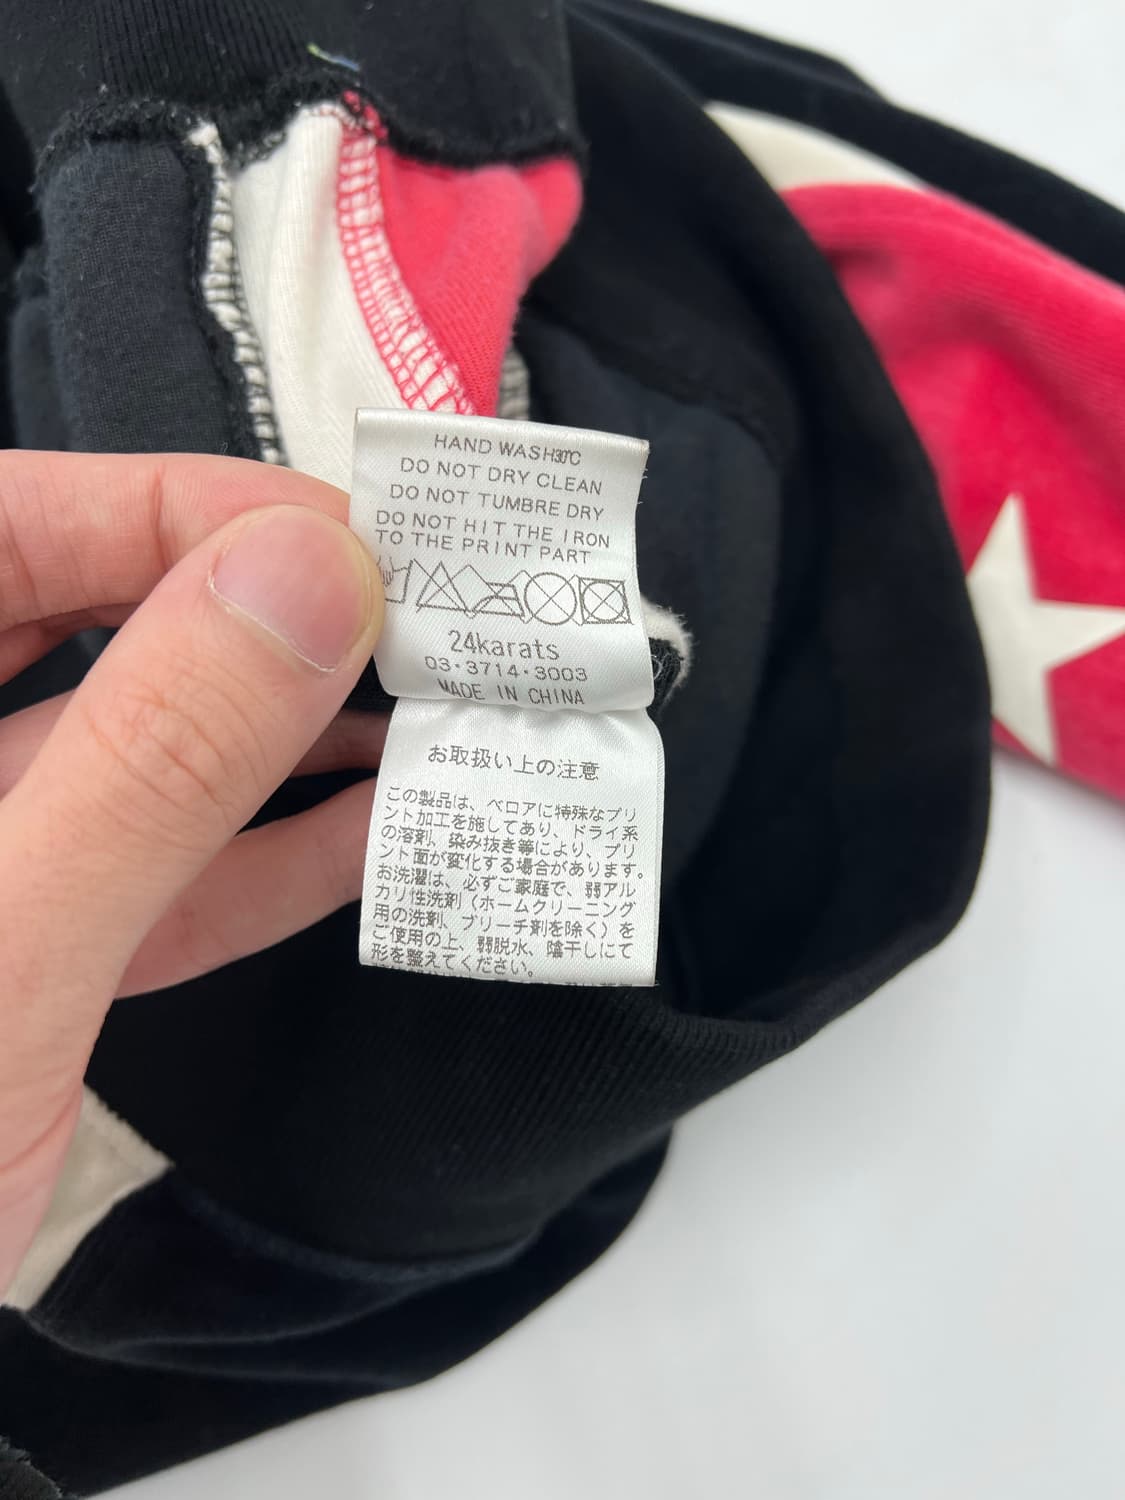 HAND WASH30℃
DO NOT DRY CLEAN
DO NOT TUMBRE DRY
DO NOT HIT THE IRON
TO THE PRINT PART
24karats
03・3714・3003
MADE IN CHINA
お取扱い上の注意
この製品は、ベロアに特殊なプリ
ント加工を施してあり、ドライ系
の溶剤、染み抜き等により、プリ
ント面が変化する場合があります。
お洗濯は、必ずご家庭で、弱アル
カリ性洗剤（ホームクリーニング
用の洗剤、ブリーチ剤を除く）を
ご使用の上、弱脱水、陰干しにて
形を整えてください。